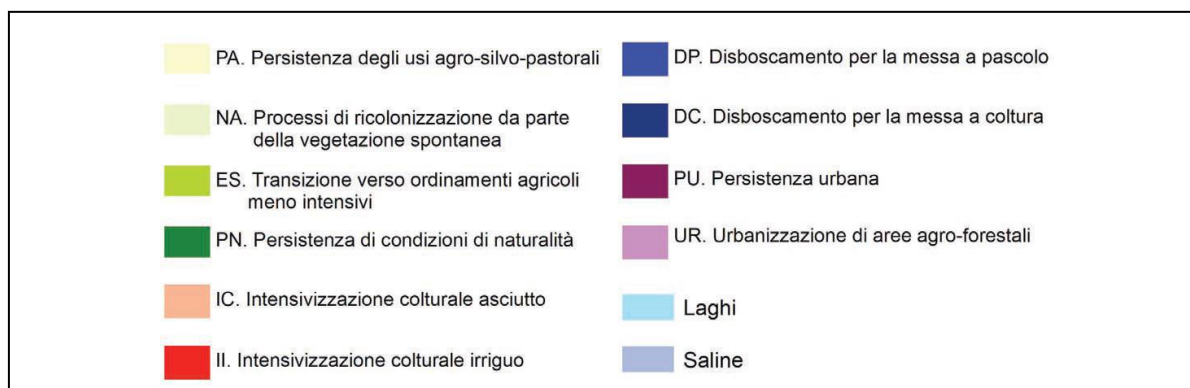 PA. Persistenza degli usi agro-silvo-pastorali
NA. Processi di ricolonizzazione da parte
della vegetazione spontanea
ES. Transizione verso ordinamenti agricoli
meno intensivi
PN. Persistenza di condizioni di naturalità
IC. Intensivizzazione colturale asciutto
II. Intensivizzazione colturale irriguo
DP. Disboscamento per la messa a pascolo
DC. Disboscamento per la messa a coltura
PU. Persistenza urbana
UR. Urbanizzazione di aree agro-forestali
Laghi
Saline